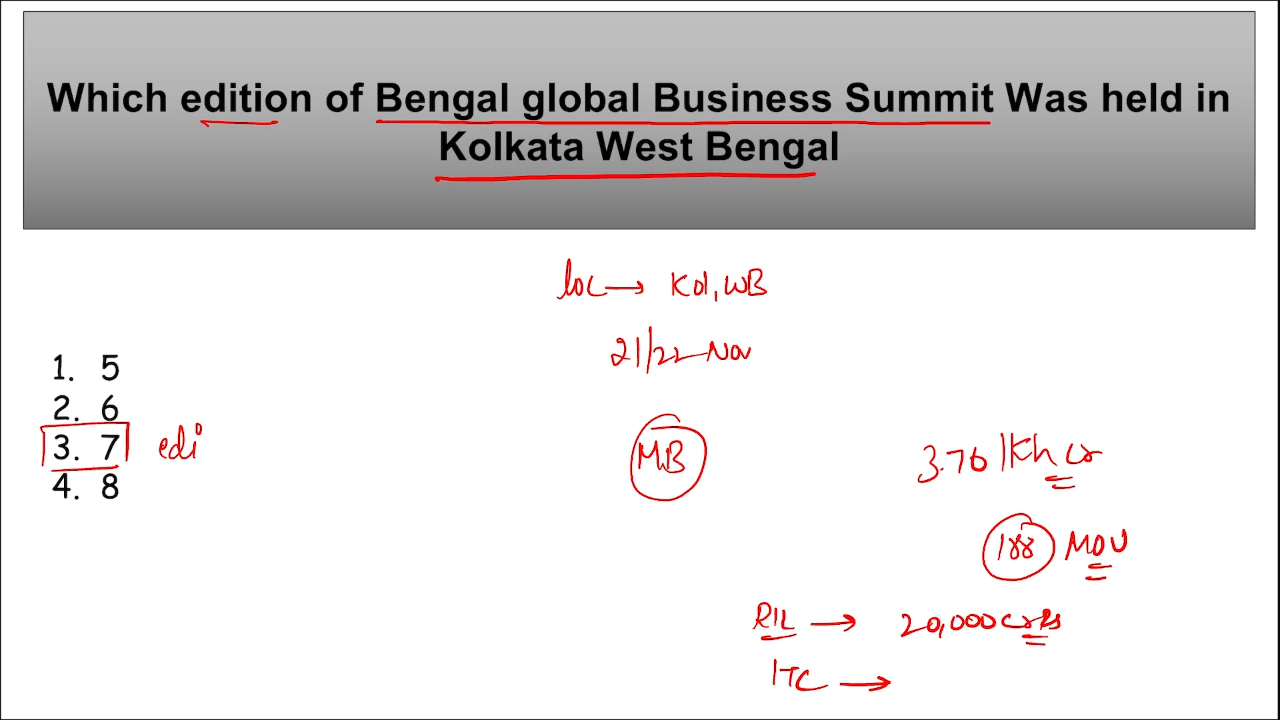 Which edition of Bengal global Business Summit Was held in
Kolkata West Bengal
loc → Kol, WB
21/22 Nov
1. 5
2. 6
3. 7 edi
4. 8
M.B
3.76 lKh cr
188 MOU
RIL → 20,000 cr Rs
ITC →